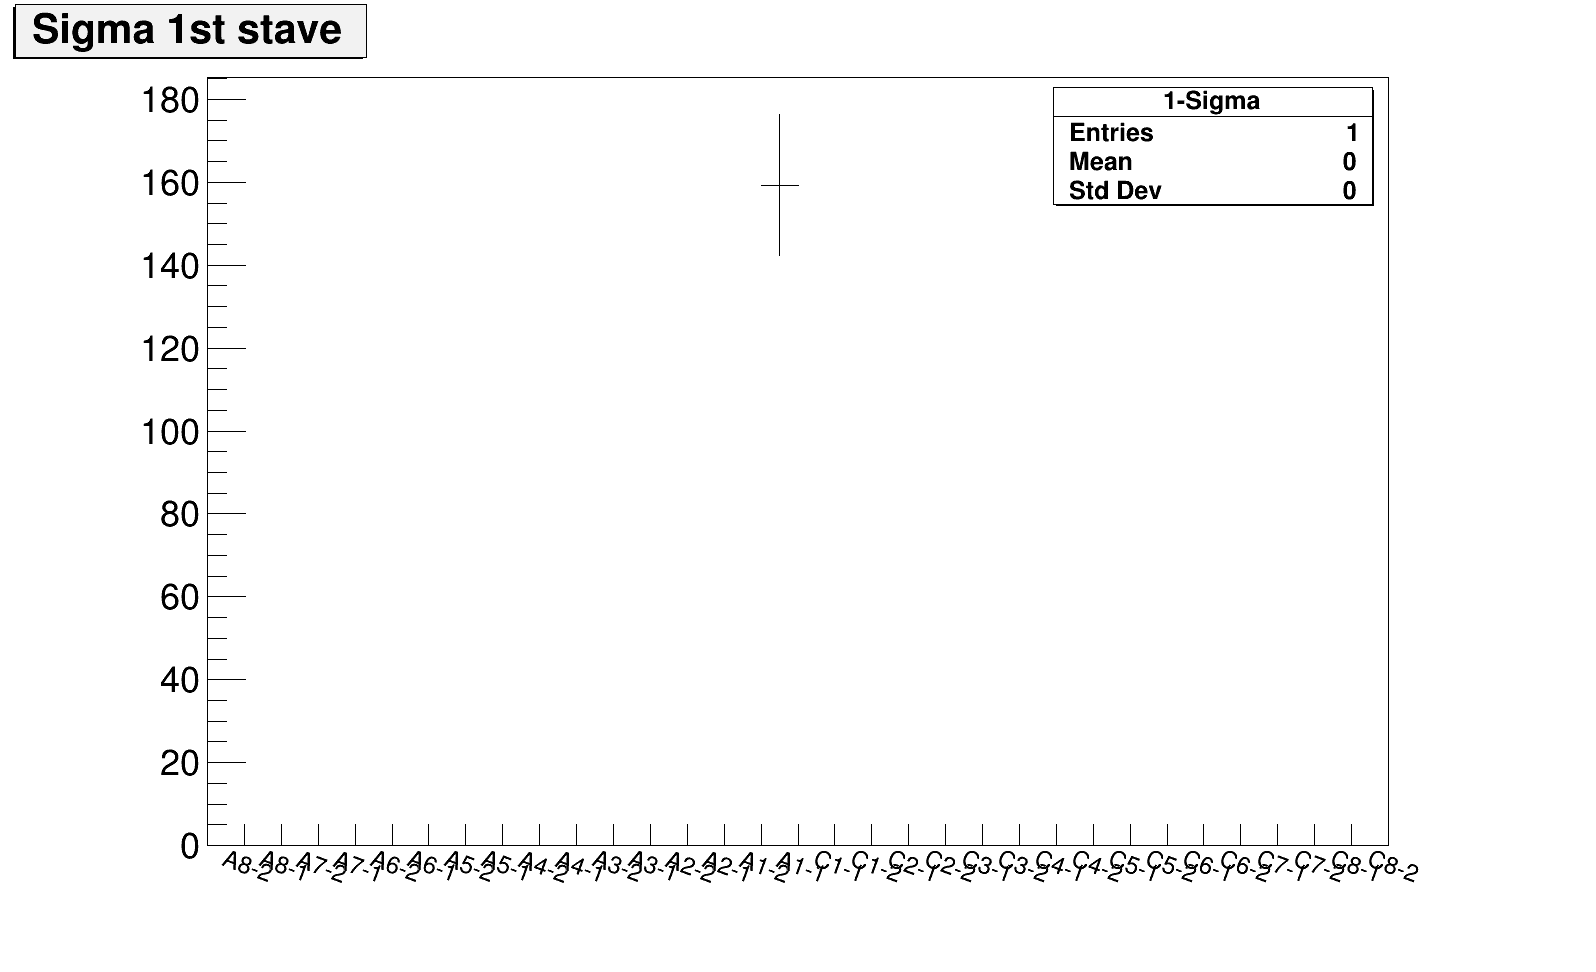 Sigma 1st stave
1-Sigma
Entries 1
Mean 0
Std Dev 0
180
160
140
120
100
80
60
40
20
0
A8-2 A8-1 A7-2 A7-1 A6-2 A6-1 A5-2 A5-1 A4-2 A4-1 A3-2 A3-1 A2-2 A2-1 A1-2 A1-1 C1-1 C1-2 C2-1 C2-2 C3-1 C3-2 C4-1 C4-2 C5-1 C5-2 C6-1 C6-2 C7-1 C7-2 C8-1 C8-2